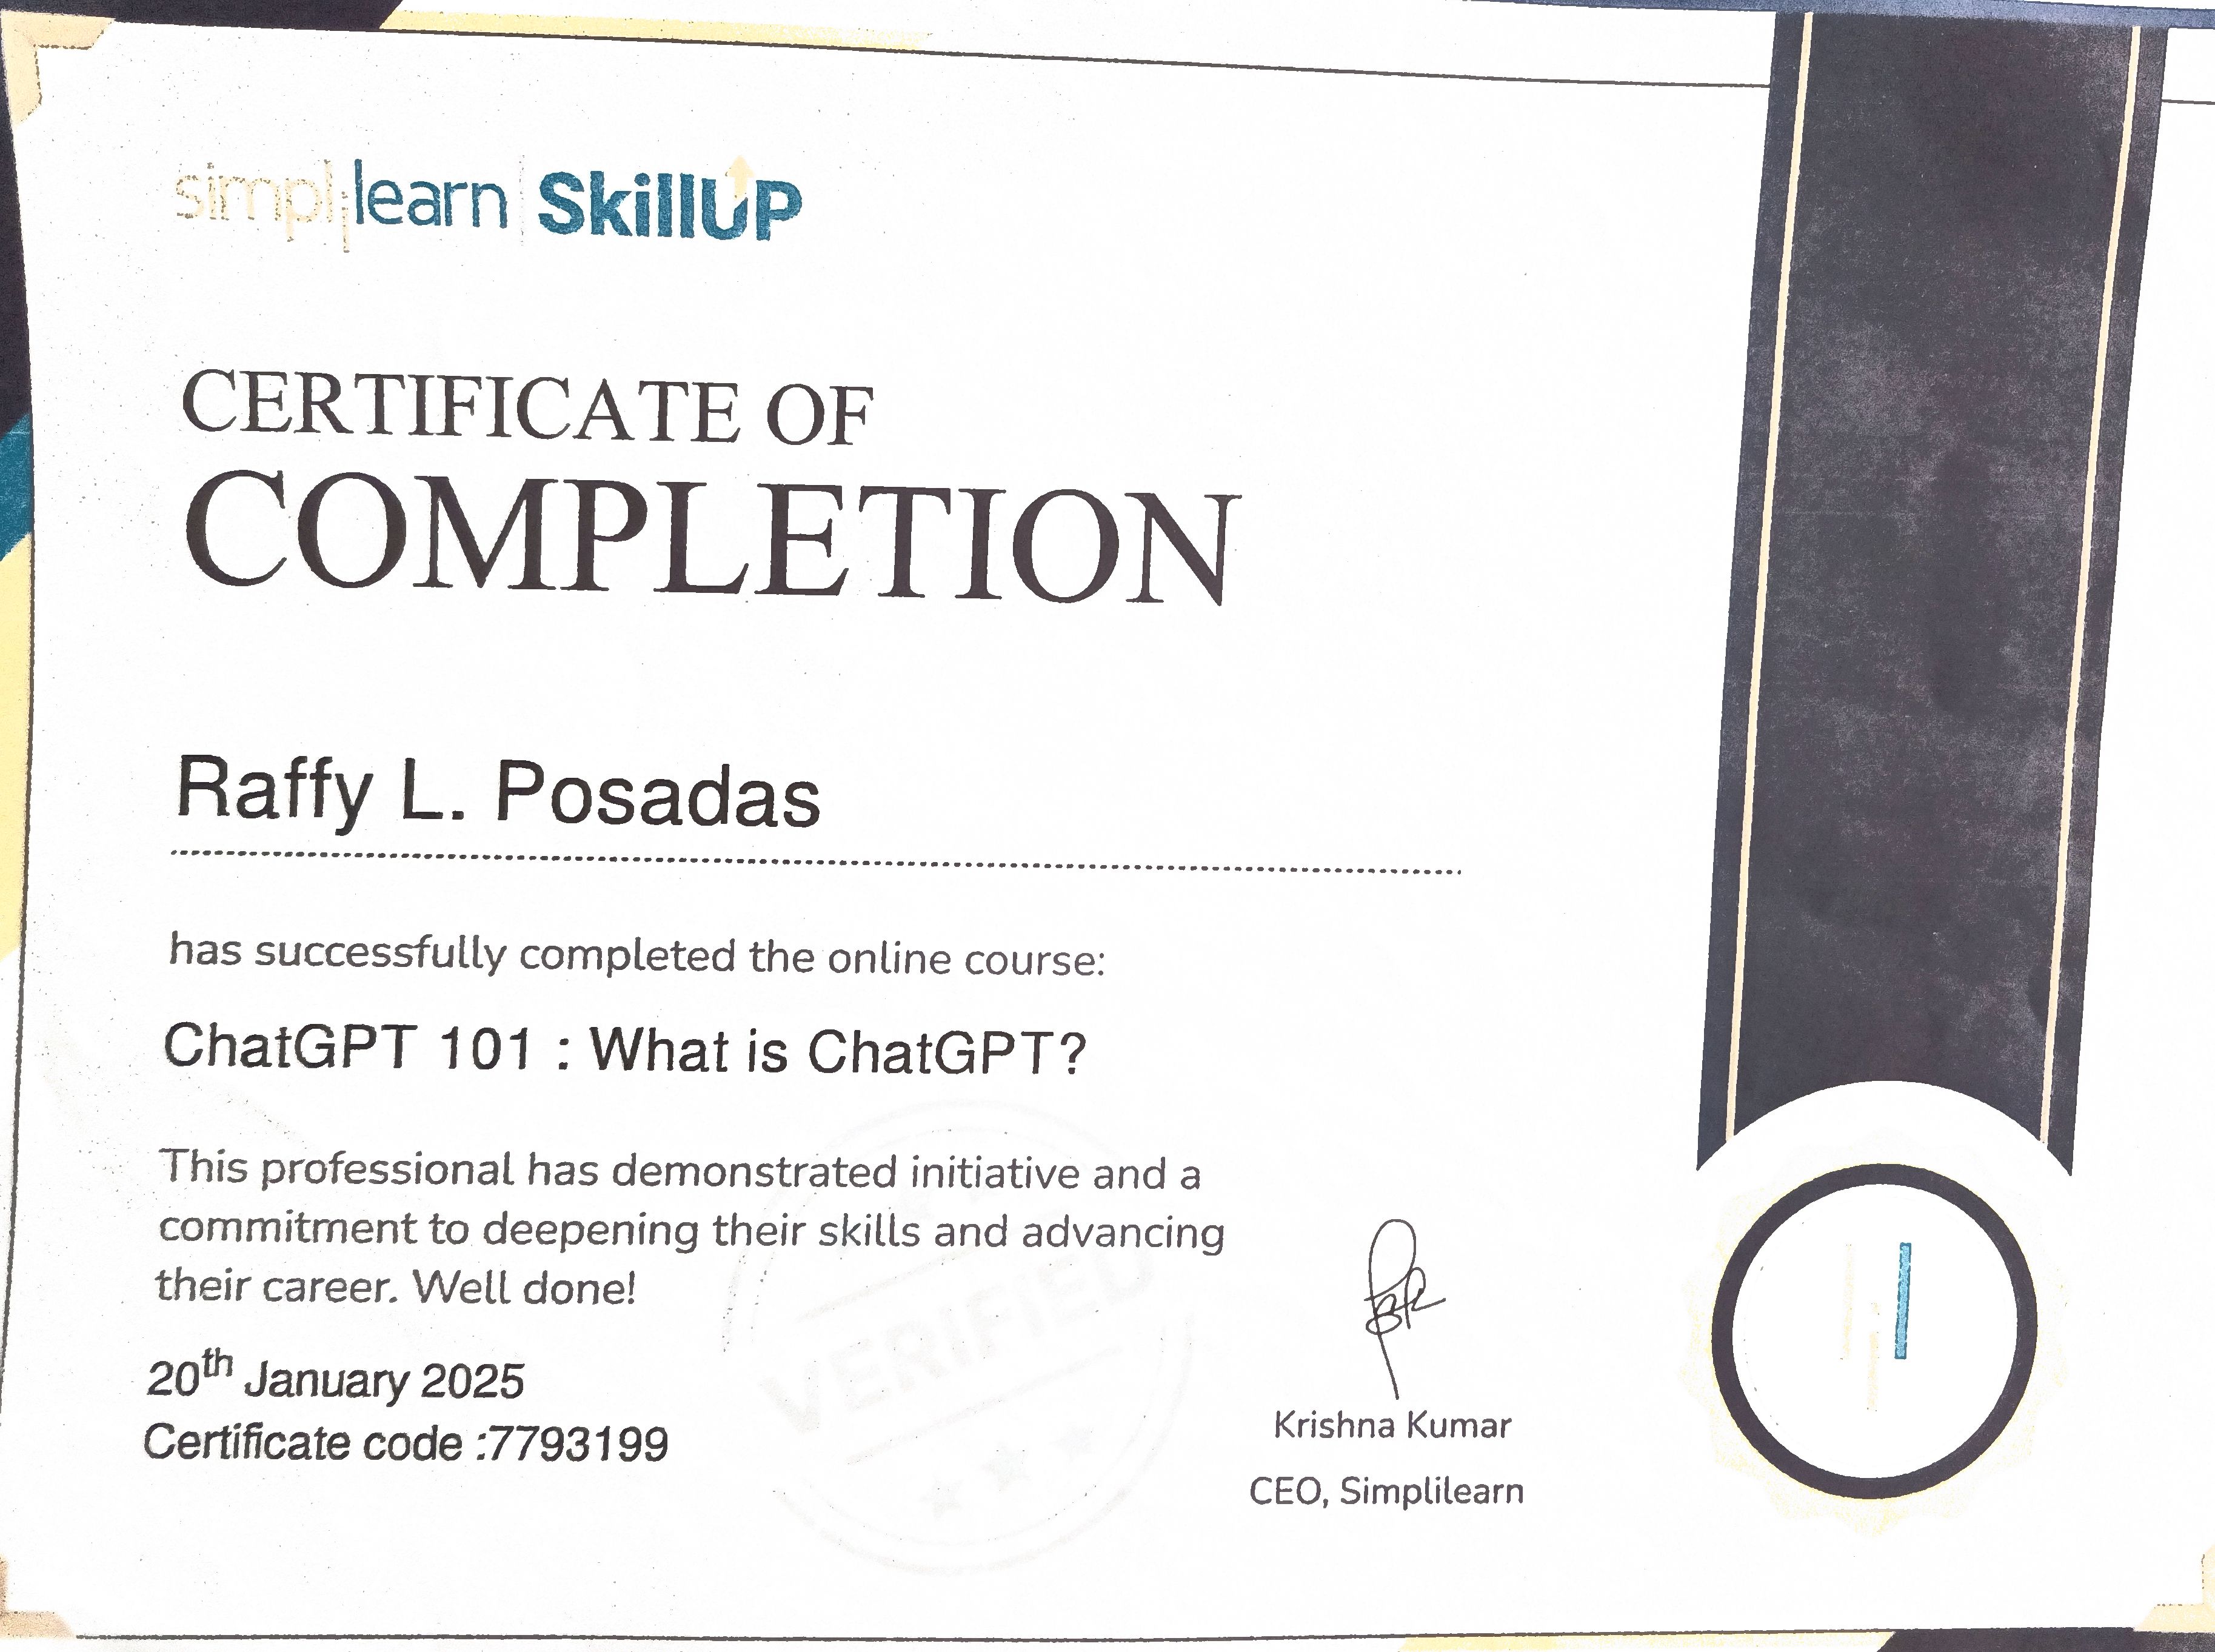 simplilearn SkillUP
CERTIFICATE OF
COMPLETION
Raffy L. Posadas
has successfully completed the online course:
ChatGPT 101 : What is ChatGPT?
This professional has demonstrated initiative and a
commitment to deepening their skills and advancing
their career. Well done!
VERIFIED
20th January 2025
Certificate code :7793199
Krishna Kumar
CEO, Simplilearn